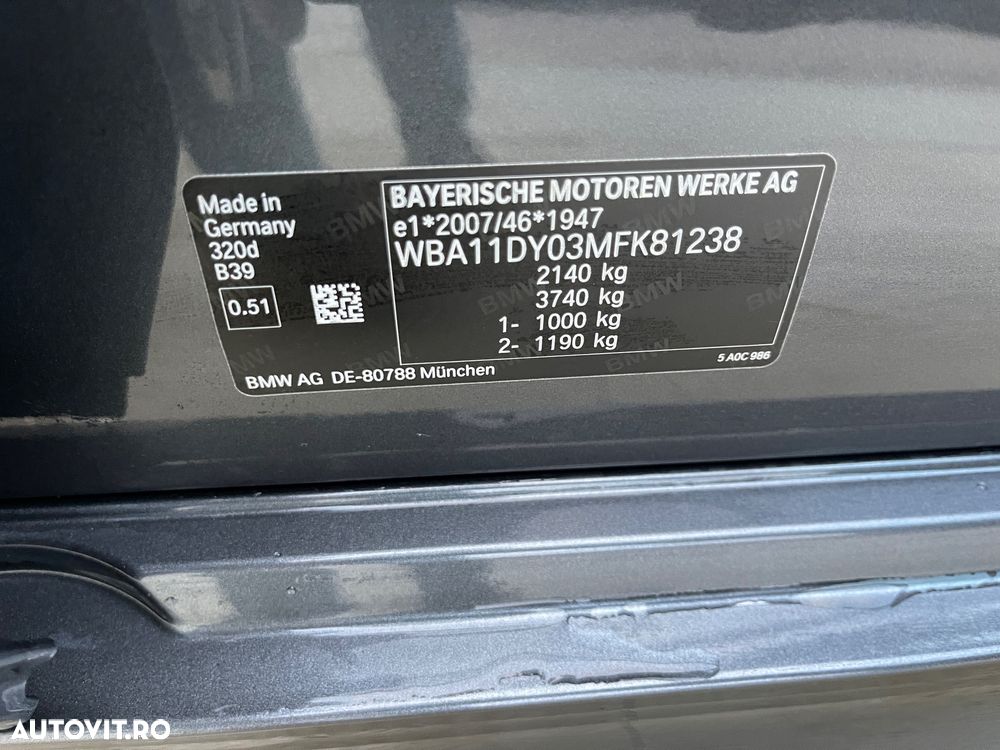 Made in
Germany
320d
B39
0.51
BAYERISCHE MOTOREN WERKE AG
e1*2007/46*1947
WBA11DY03MFK81238
2140 kg
3740 kg
1- 1000 kg
2- 1190 kg
5 A0C 986
BMW AG DE-80788 München
AUTOVIT.RO